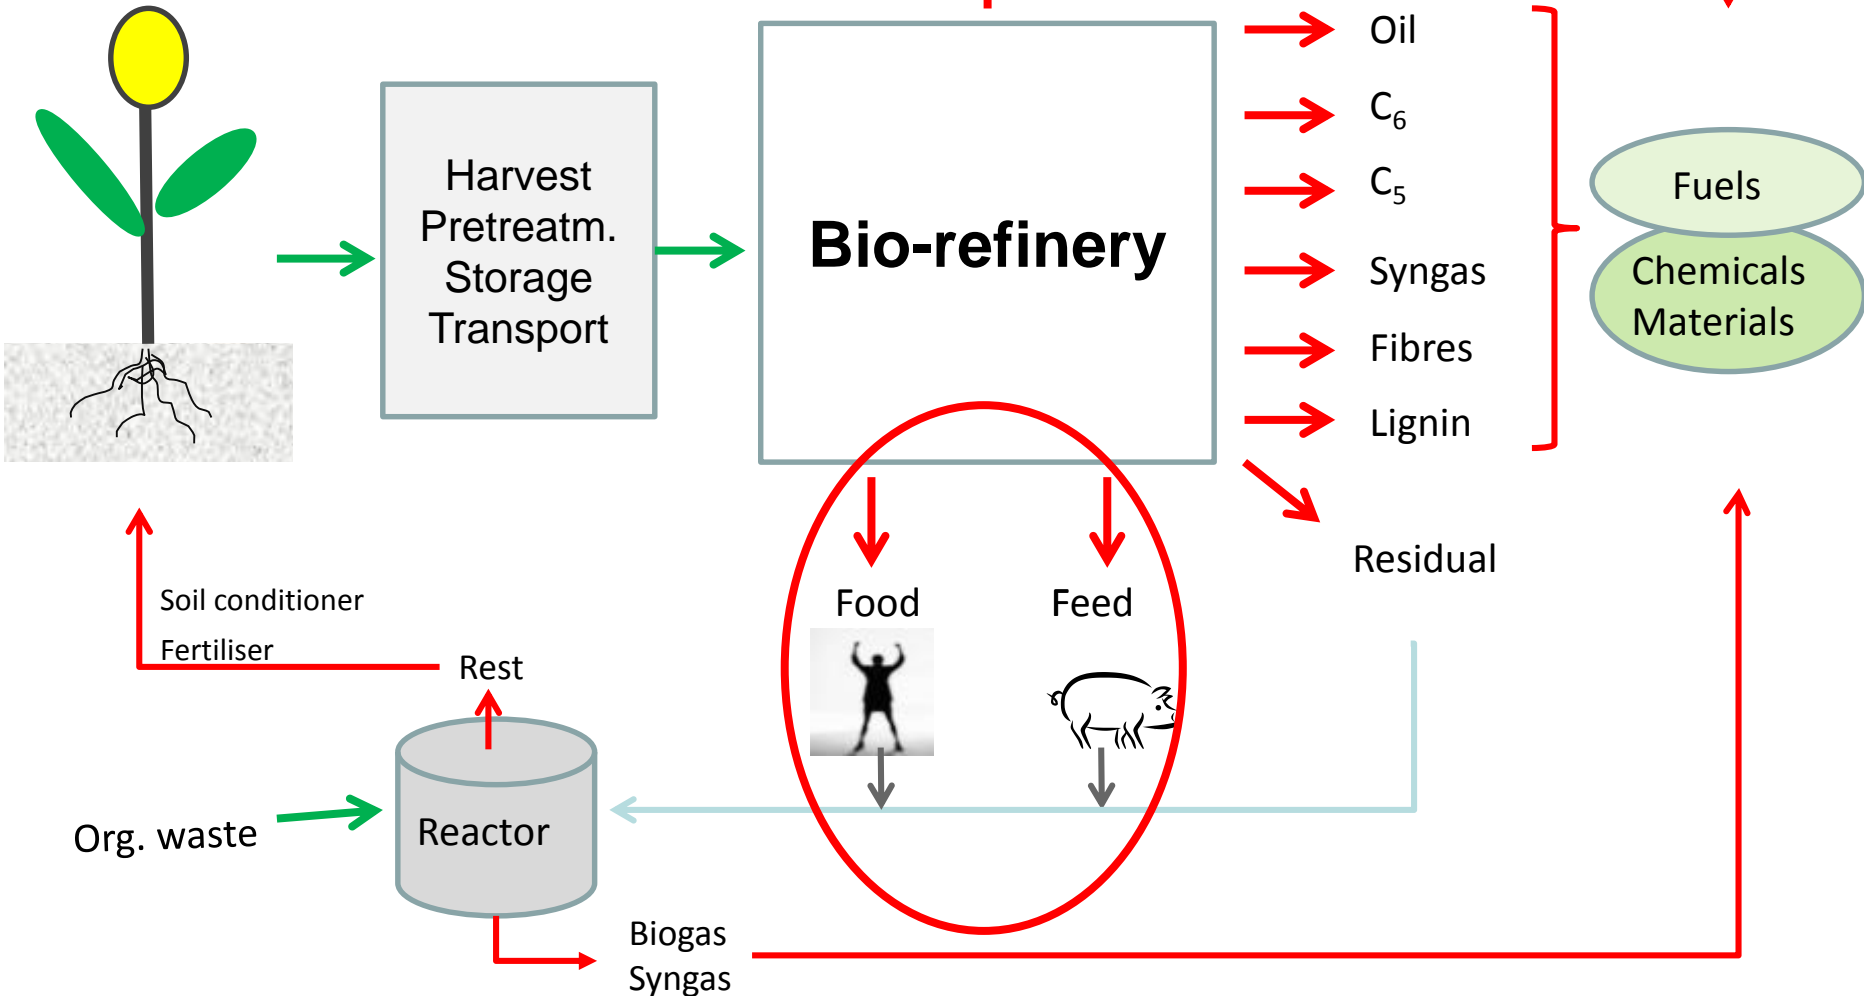 Harvest
Pretreatm.
Storage
Transport
Bio-refinery
Oil
C₆
C₅
Syngas
Fibres
Lignin
Fuels
Chemicals
Materials
Residual
Food
Feed
Soil conditioner
Fertiliser
Rest
Org. waste
Reactor
Biogas
Syngas